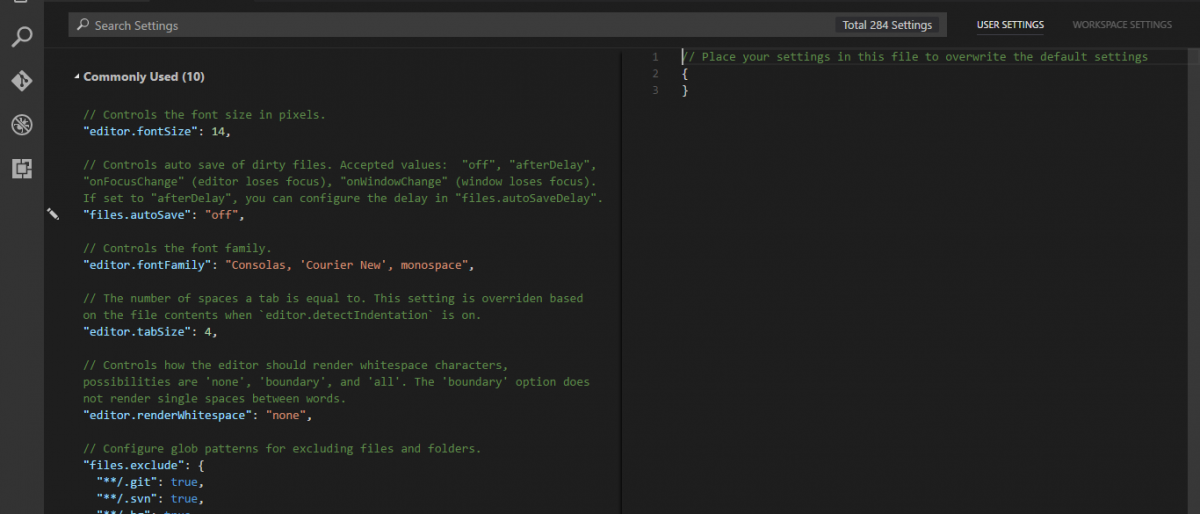 Search Settings
Total 284 Settings
USER SETTINGS
WORKSPACE SETTINGS
Commonly Used (10)
// Controls the font size in pixels.
"editor.fontSize": 14,
// Controls auto save of dirty files. Accepted values:  "off", "afterDelay",
"onFocusChange" (editor loses focus), "onWindowChange" (window loses focus).
If set to "afterDelay", you can configure the delay in "files.autoSaveDelay".
"files.autoSave": "off",
// Controls the font family.
"editor.fontFamily": "Consolas, 'Courier New', monospace",
// The number of spaces a tab is equal to. This setting is overriden based
on the file contents when `editor.detectIndentation` is on.
"editor.tabSize": 4,
// Controls how the editor should render whitespace characters,
possibilities are 'none', 'boundary', and 'all'. The 'boundary' option does
not render single spaces between words.
"editor.renderWhitespace": "none",
// Configure glob patterns for excluding files and folders.
"files.exclude": {
"**/.git": true,
"**/.svn": true,
1 // Place your settings in this file to overwrite the default settings
2 {
3 }